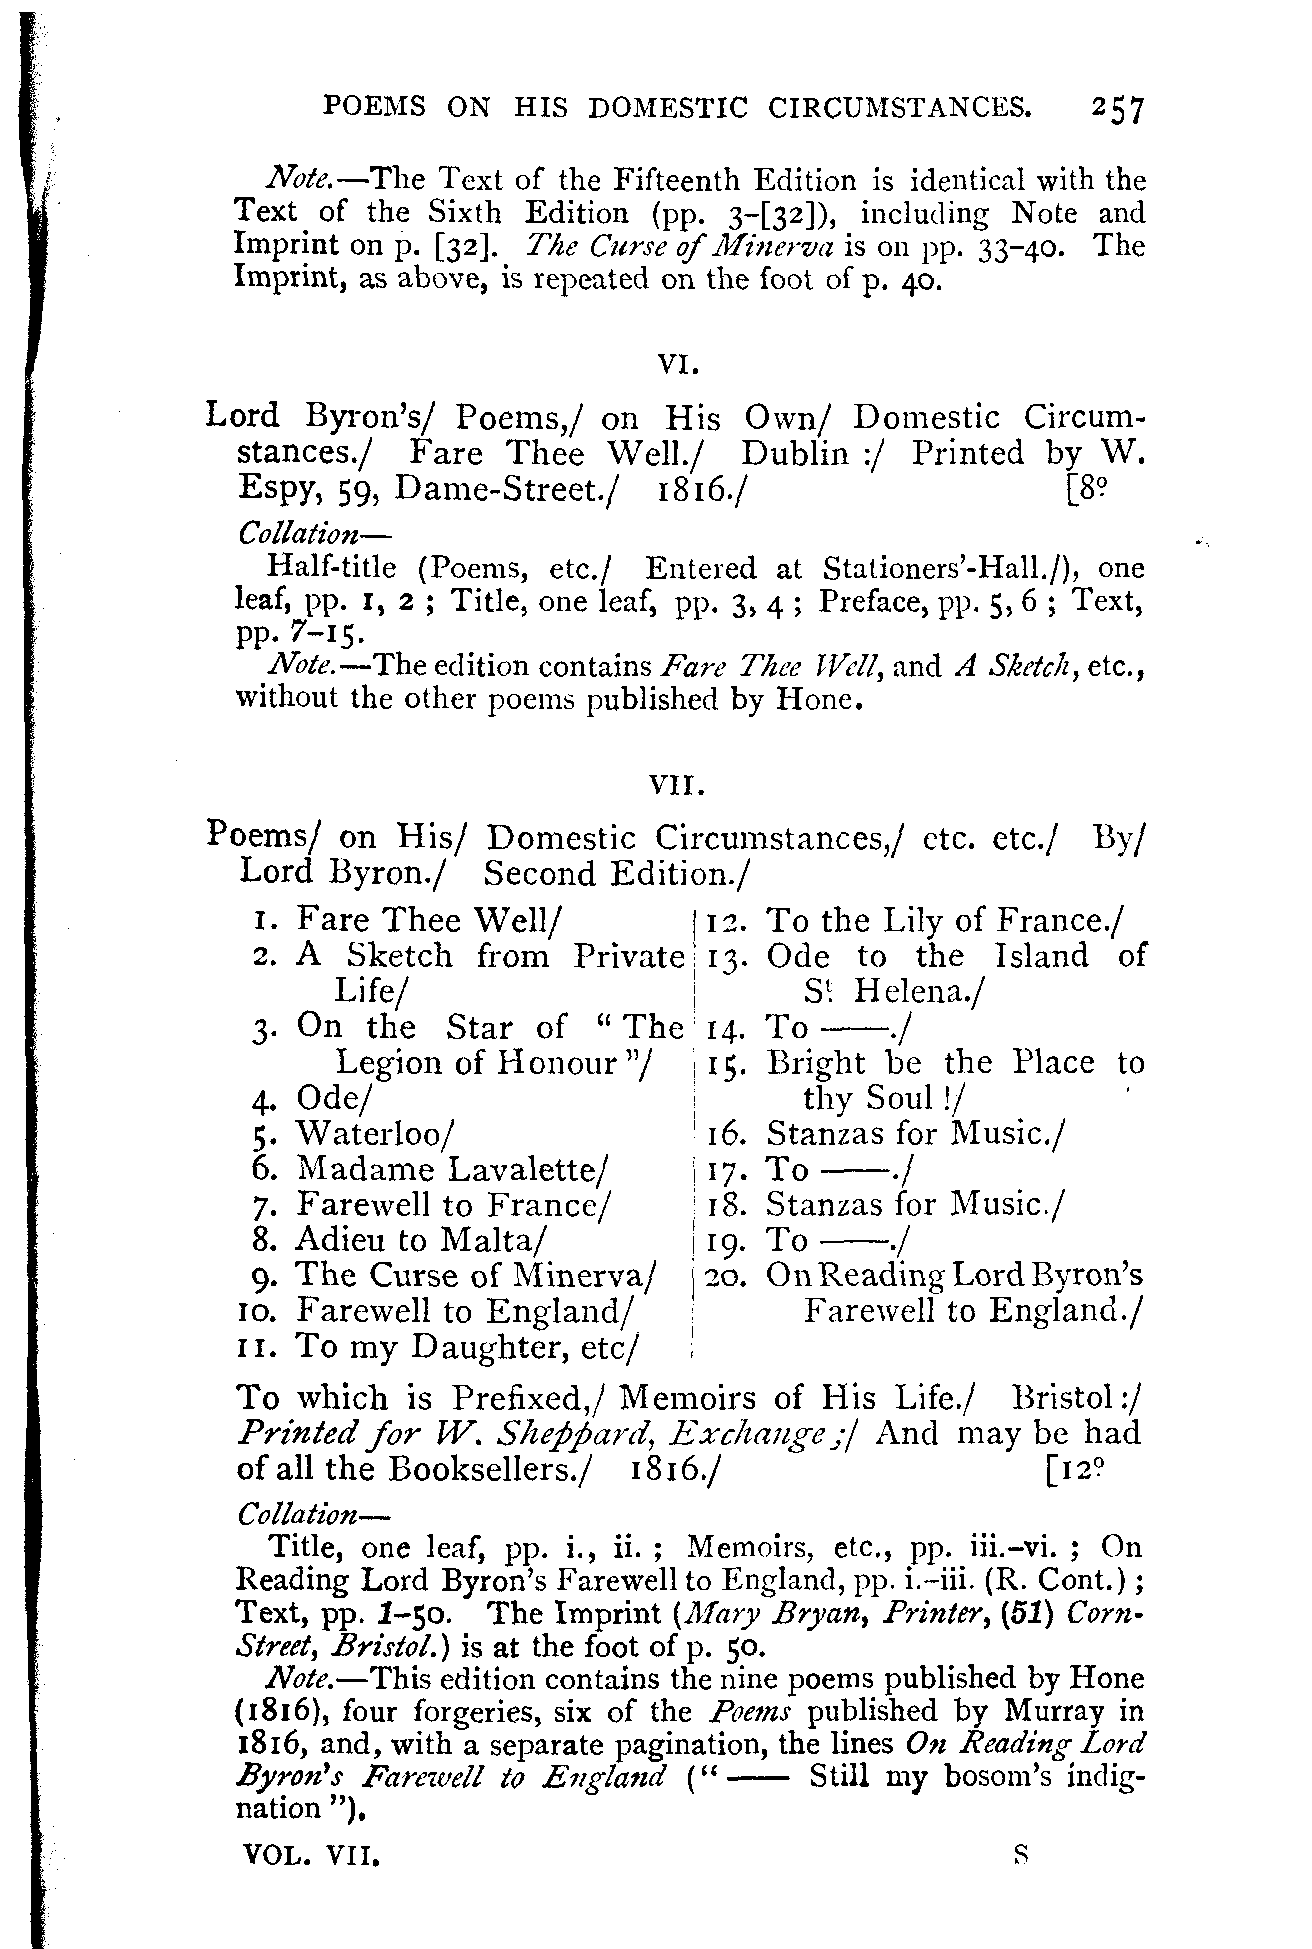 POEMS ON HIS DOMESTIC CIRCUMSTANCES. 257
Note.—The Text of the Fifteenth Edition is identical with the
Text of the Sixth Edition (pp. 3–[32]), including Note and
Imprint on p. [32]. The Curse of Minerva is on pp. 33–40. The
Imprint, as above, is repeated on the foot of p. 40.
VI.
Lord Byron's/ Poems,/ on His Own/ Domestic Circum-
stances./ Fare Thee Well./ Dublin :/ Printed by W.
Espy, 59, Dame-Street./ 1816./ [8º
Collation—
Half-title (Poems, etc./ Entered at Stationers'-Hall./), one
leaf, pp. 1, 2 ; Title, one leaf, pp. 3, 4 ; Preface, pp. 5, 6 ; Text,
pp. 7–15.
Note.—The edition contains Fare Thee Well, and A Sketch, etc.,
without the other poems published by Hone.
VII.
Poems/ on His/ Domestic Circumstances,/ etc. etc./ By/
Lord Byron./ Second Edition./
1. Fare Thee Well/
2. A Sketch from Private
Life/
3. On the Star of “ The
Legion of Honour ”/
4. Ode/
5. Waterloo/
6. Madame Lavalette/
7. Farewell to France/
8. Adieu to Malta/
9. The Curse of Minerva/
10. Farewell to England/
11. To my Daughter, etc/
12. To the Lily of France./
13. Ode to the Island of
St. Helena./
14. To ——./
15. Bright be the Place to
thy Soul !/
16. Stanzas for Music./
17. To ——./
18. Stanzas for Music./
19. To ——./
20. On Reading Lord Byron's
Farewell to England./
To which is Prefixed,/ Memoirs of His Life./ Bristol :/
Printed for W. Sheppard, Exchange ;/ And may be had
of all the Booksellers./ 1816./ [12º
Collation—
Title, one leaf, pp. i., ii. ; Memoirs, etc., pp. iii.–vi. ; On
Reading Lord Byron's Farewell to England, pp. i.–iii. (R. Cont.) ;
Text, pp. 1–50. The Imprint (Mary Bryan, Printer, (51) Corn-
Street, Bristol.) is at the foot of p. 50.
Note.—This edition contains the nine poems published by Hone
(1816), four forgeries, six of the Poems published by Murray in
1816, and, with a separate pagination, the lines On Reading Lord
Byron's Farewell to England (“ —— Still my bosom's indig-
nation ”).
VOL. VII. S